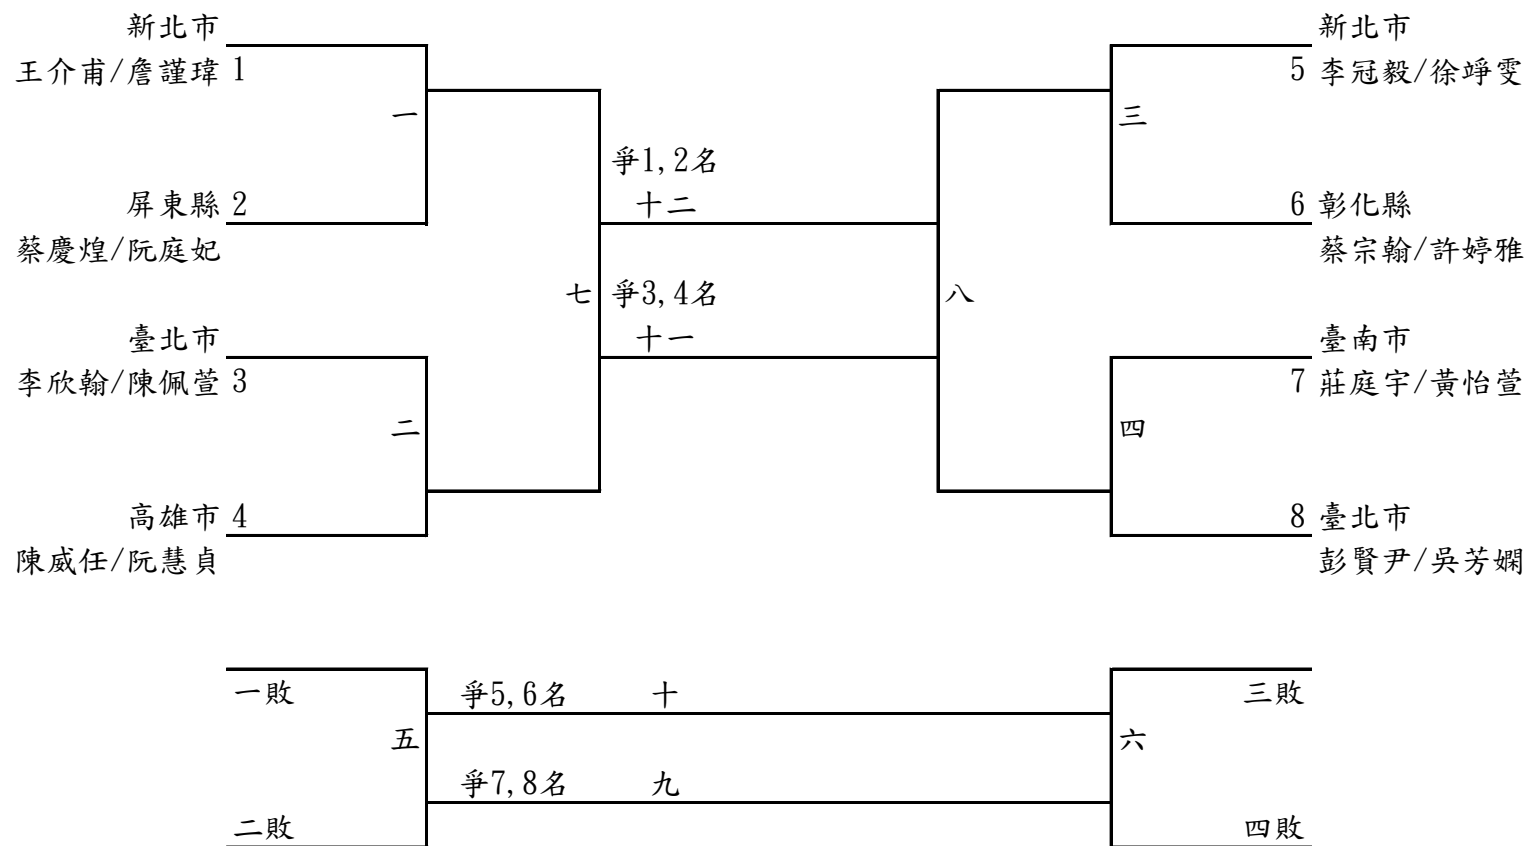 新北市
王介甫/詹謹瑋 1
一
屏東縣 2
蔡慶煌/阮庭妃
臺北市
李欣翰/陳佩萱 3
二
高雄市 4
陳威任/阮慧貞
七
爭1,2名
十二
爭3,4名
十一
八
新北市
5 李冠毅/徐竫雯
三
6 彰化縣
蔡宗翰/許婷雅
臺南市
7 莊庭宇/黃怡萱
四
8 臺北市
彭賢尹/吳芳嫻
一敗
五
二敗
爭5,6名 十
爭7,8名 九
三敗
六
四敗